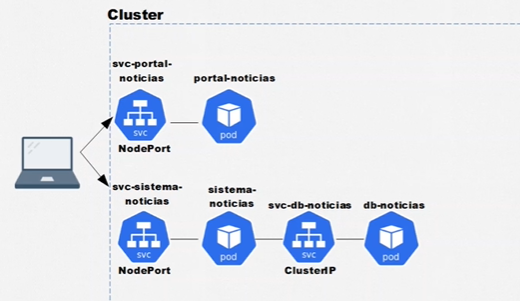 Cluster
svc-portal-
noticias
portal-noticias
svc
pod
NodePort
svc-sistema-
noticias
sistema-
noticias
svc-db-noticias
db-noticias
svc
pod
svc
pod
NodePort
ClusterIP